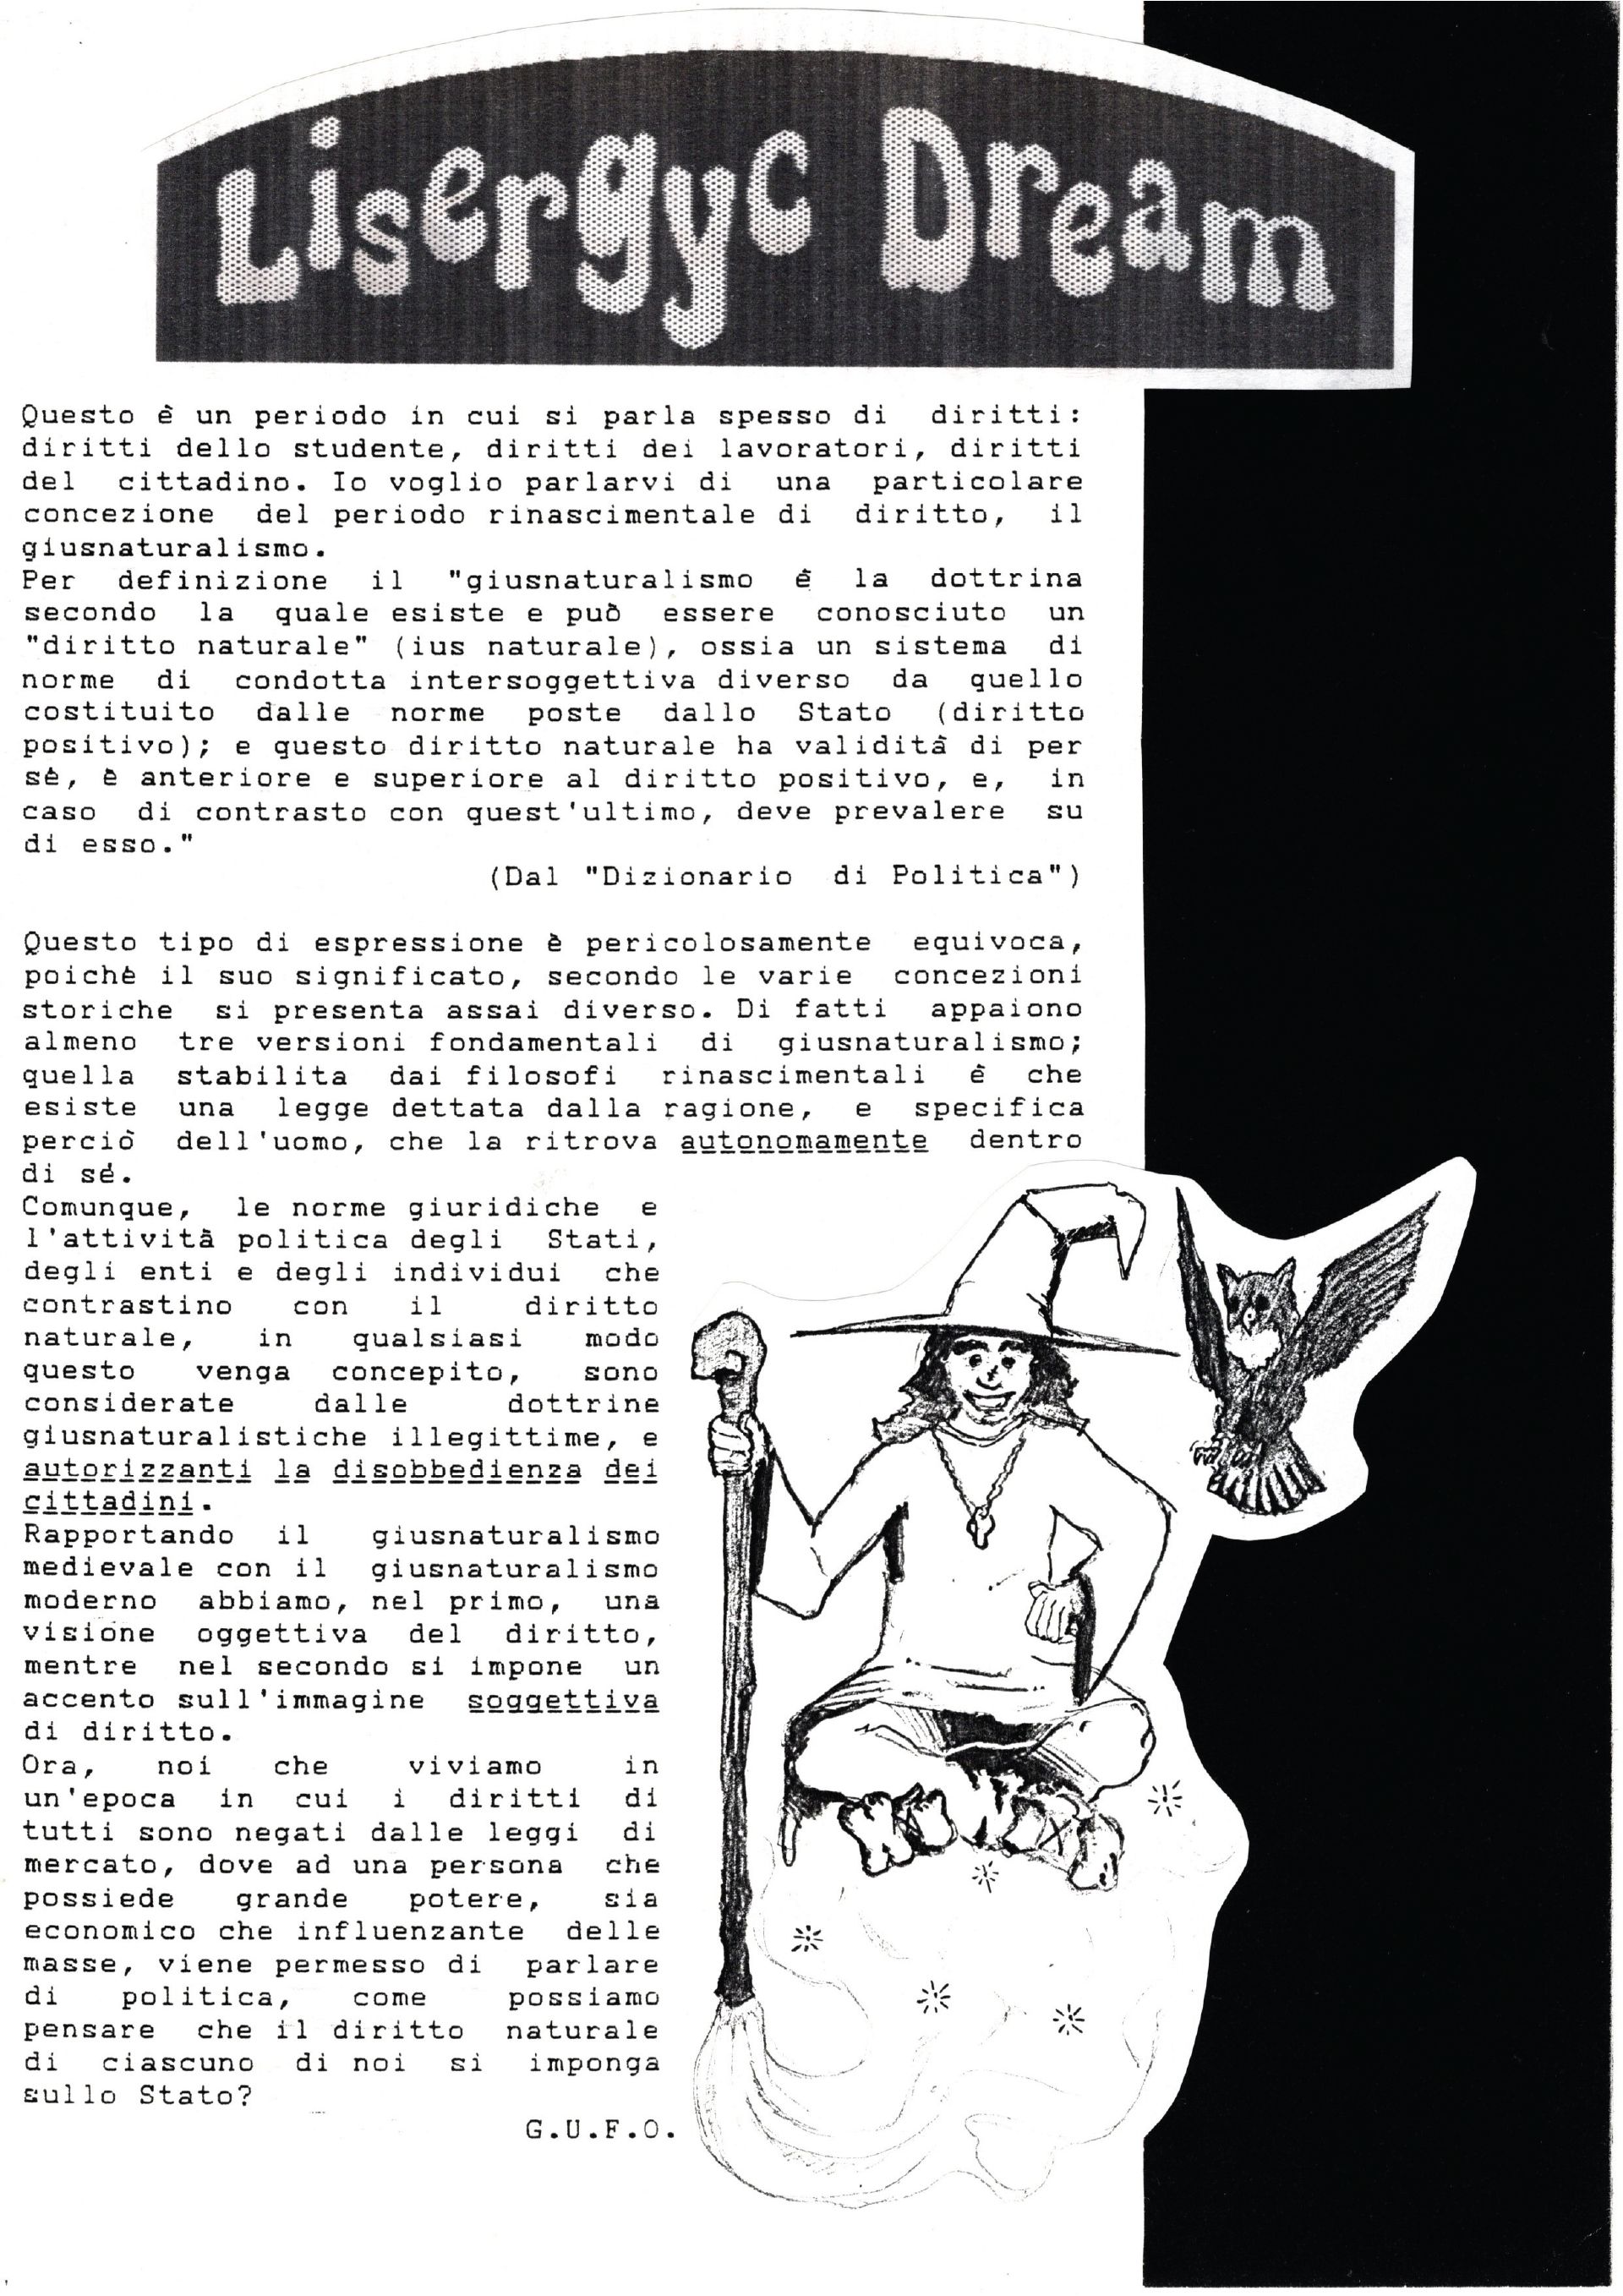 Lisergyc Dream
Questo è un periodo in cui si parla spesso di diritti:
diritti dello studente, diritti dei lavoratori, diritti
del cittadino. Io voglio parlarvi di una particolare
concezione del periodo rinascimentale di diritto, il
giusnaturalismo.
Per definizione il "giusnaturalismo è la dottrina
secondo la quale esiste e può essere conosciuto un
"diritto naturale" (ius naturale), ossia un sistema di
norme di condotta intersoggettiva diverso da quello
costituito dalle norme poste dallo Stato (diritto
positivo); e questo diritto naturale ha validità di per
sè, è anteriore e superiore al diritto positivo, e, in
caso di contrasto con quest'ultimo, deve prevalere su
di esso."
(Dal "Dizionario di Politica")
Questo tipo di espressione è pericolosamente equivoca,
poichè il suo significato, secondo le varie concezioni
storiche si presenta assai diverso. Di fatti appaiono
almeno tre versioni fondamentali di giusnaturalismo;
quella stabilita dai filosofi rinascimentali è che
esiste una legge dettata dalla ragione, e specifica
perciò dell'uomo, che la ritrova autonomamente dentro
di sé.
Comunque, le norme giuridiche e
l'attività politica degli Stati,
degli enti e degli individui che
contrastino con il diritto
naturale, in qualsiasi modo
questo venga concepito, sono
considerate dalle dottrine
giusnaturalistiche illegittime, e
autorizzanti la disobbedienza dei
cittadini.
Rapportando il giusnaturalismo
medievale con il giusnaturalismo
moderno abbiamo, nel primo, una
visione oggettiva del diritto,
mentre nel secondo si impone un
accento sull'immagine soggettiva
di diritto.
Ora, noi che viviamo in
un'epoca in cui i diritti di
tutti sono negati dalle leggi di
mercato, dove ad una persona che
possiede grande potere, sia
economico che influenzante delle
masse, viene permesso di parlare
di politica, come possiamo
pensare che il diritto naturale
di ciascuno di noi si imponga
sullo Stato?
G.U.F.O.